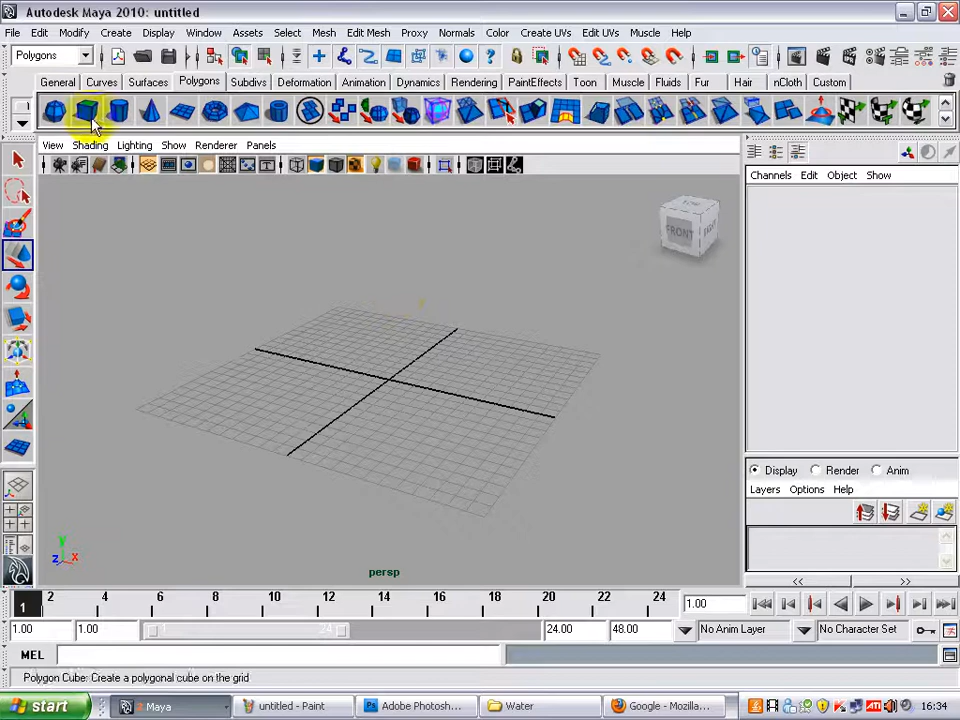 Autodesk Maya 2010: untitled
File Edit Modify Create Display Window Assets Select Mesh Edit Mesh Proxy Normals Color Create UVs Edit UVs Muscle Help
Polygons
General Curves Surfaces Polygons Subdivs Deformation Animation Dynamics Rendering PaintEffects Toon Muscle Fluids Fur Hair nCloth Custom
View Shading Lighting Show Renderer Panels
Channels Edit Object Show
FRONT
Display Render Anim
Layers Options Help
y
z x
persp
<< >>
1 2 4 6 8 10 12 14 16 18 20 22 24 1.00
1.00 1.00 1 24 24.00 48.00 No Anim Layer No Character Set
MEL
Polygon Cube: Create a polygonal cube on the grid
start Maya untitled - Paint Adobe Photosh... Water Google - Mozilla... 16:34